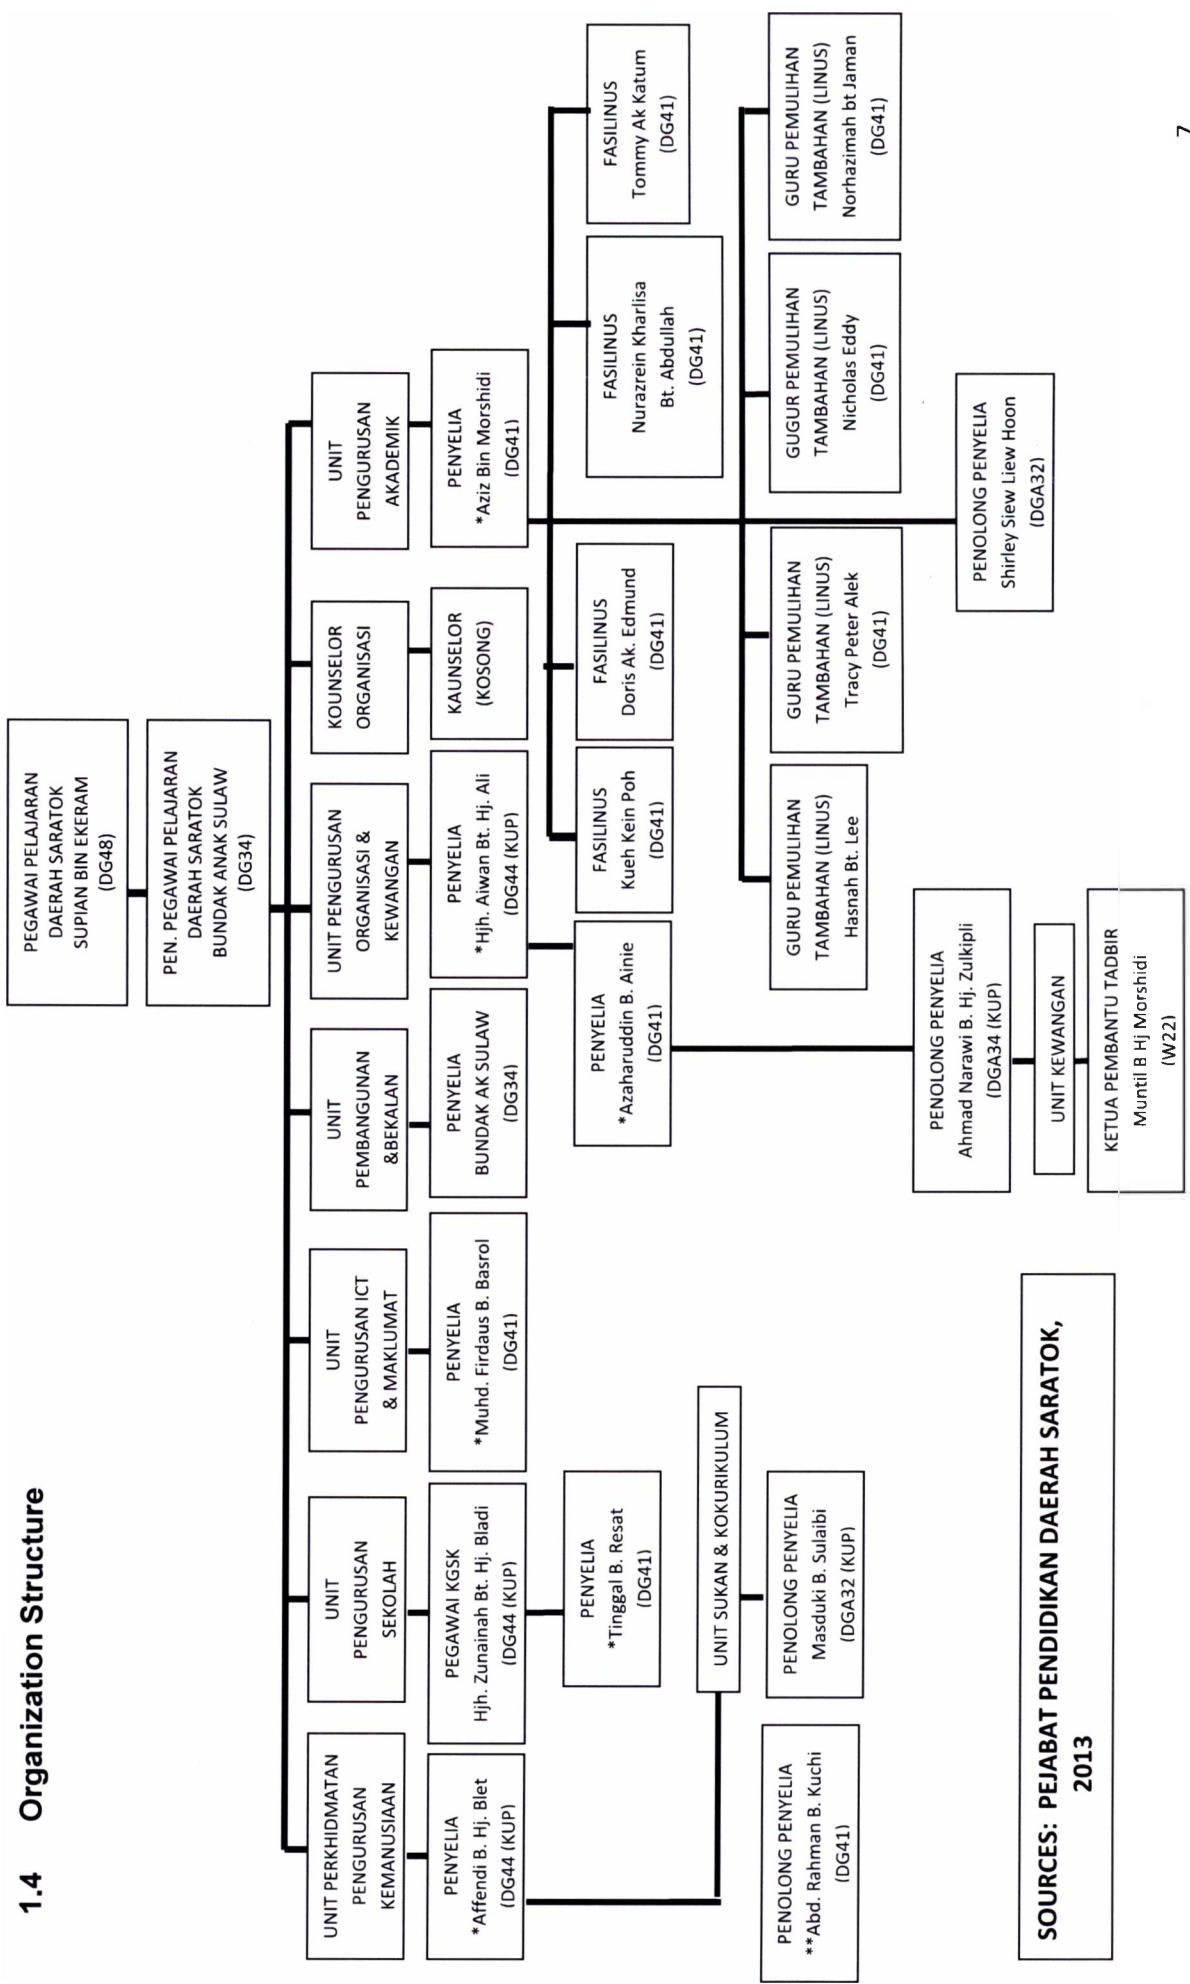 1.4 Organization Structure
PEGAWAI PELAJARAN
DAERAH SARATOK
SUPIAN BIN EKERAM
(DG48)
PEN. PEGAWAI PELAJARAN
DAERAH SARATOK
BUNDAK ANAK SULAW
(DG34)
UNIT PERKHIDMATAN
PENGURUSAN
KEMANUSIAAN
UNIT
PENGURUSAN
SEKOLAH
UNIT
PENGURUSAN ICT
& MAKLUMAT
UNIT
PEMBANGUNAN
&BEKALAN
UNIT PENGURUSAN
ORGANISASI &
KEWANGAN
KOUNSELOR
ORGANISASI
UNIT
PENGURUSAN
AKADEMIK
PENYELIA
*Affendi B. Hj. Blet
(DG44 (KUP)
PEGAWAI KGSK
Hjh. Zunainah Bt. Hj. Bladi
(DG44 (KUP)
PENYELIA
*Muhd. Firdaus B. Basrol
(DG41)
PENYELIA
BUNDAK AK SULAW
(DG34)
PENYELIA
*Hjh. Aiwan Bt. Hj. Ali
(DG44 (KUP)
KAUNSELOR
(KOSONG)
PENYELIA
*Aziz Bin Morshidi
(DG41)
PENYELIA
*Tinggal B. Resat
(DG41)
PENYELIA
*Azaharuddin B. Ainie
(DG41)
FASILINUS
Kueh Kein Poh
(DG41)
FASILINUS
Doris Ak. Edmund
(DG41)
FASILINUS
Nurazrein Kharlisa
Bt. Abdullah
(DG41)
FASILINUS
Tommy Ak Katum
(DG41)
UNIT SUKAN & KOKURIKULUM
PENOLONG PENYELIA
**Abd. Rahman B. Kuchi
(DG41)
PENOLONG PENYELIA
Masduki B. Sulaibi
(DGA32 (KUP)
GURU PEMULIHAN
TAMBAHAN (LINUS)
Hasnah Bt. Lee
GURU PEMULIHAN
TAMBAHAN (LINUS)
Tracy Peter Alek
(DG41)
GUGUR PEMULIHAN
TAMBAHAN (LINUS)
Nicholas Eddy
(DG41)
GURU PEMULIHAN
TAMBAHAN (LINUS)
Norhazimah bt Jaman
(DG41)
PENOLONG PENYELIA
Ahmad Narawi B. Hj. Zulkipli
(DGA34 (KUP)
PENOLONG PENYELIA
Shirley Siew Liew Hoon
(DGA32)
UNIT KEWANGAN
KETUA PEMBANTU TADBIR
Muntil B Hj Morshidi
(W22)
SOURCES: PEJABAT PENDIDIKAN DAERAH SARATOK,
2013
7